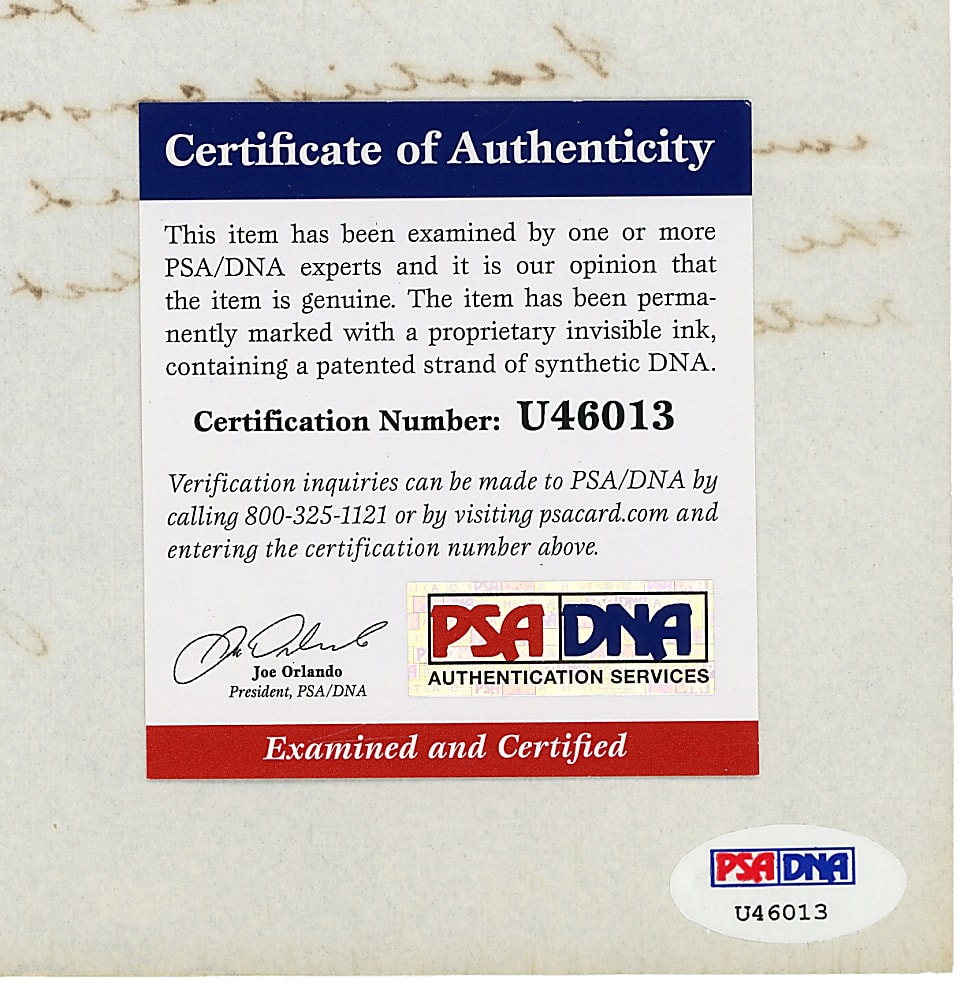 Certificate of Authenticity
This item has been examined by one or more
PSA/DNA experts and it is our opinion that
the item is genuine. The item has been perma-
nently marked with a proprietary invisible ink,
containing a patented strand of synthetic DNA.
Certification Number: U46013
Verification inquiries can be made to PSA/DNA by
calling 800-325-1121 or by visiting psacard.com and
entering the certification number above.
Joe Orlando
President, PSA/DNA
PSA DNA
AUTHENTICATION SERVICES
Examined and Certified
PSA DNA
U46013